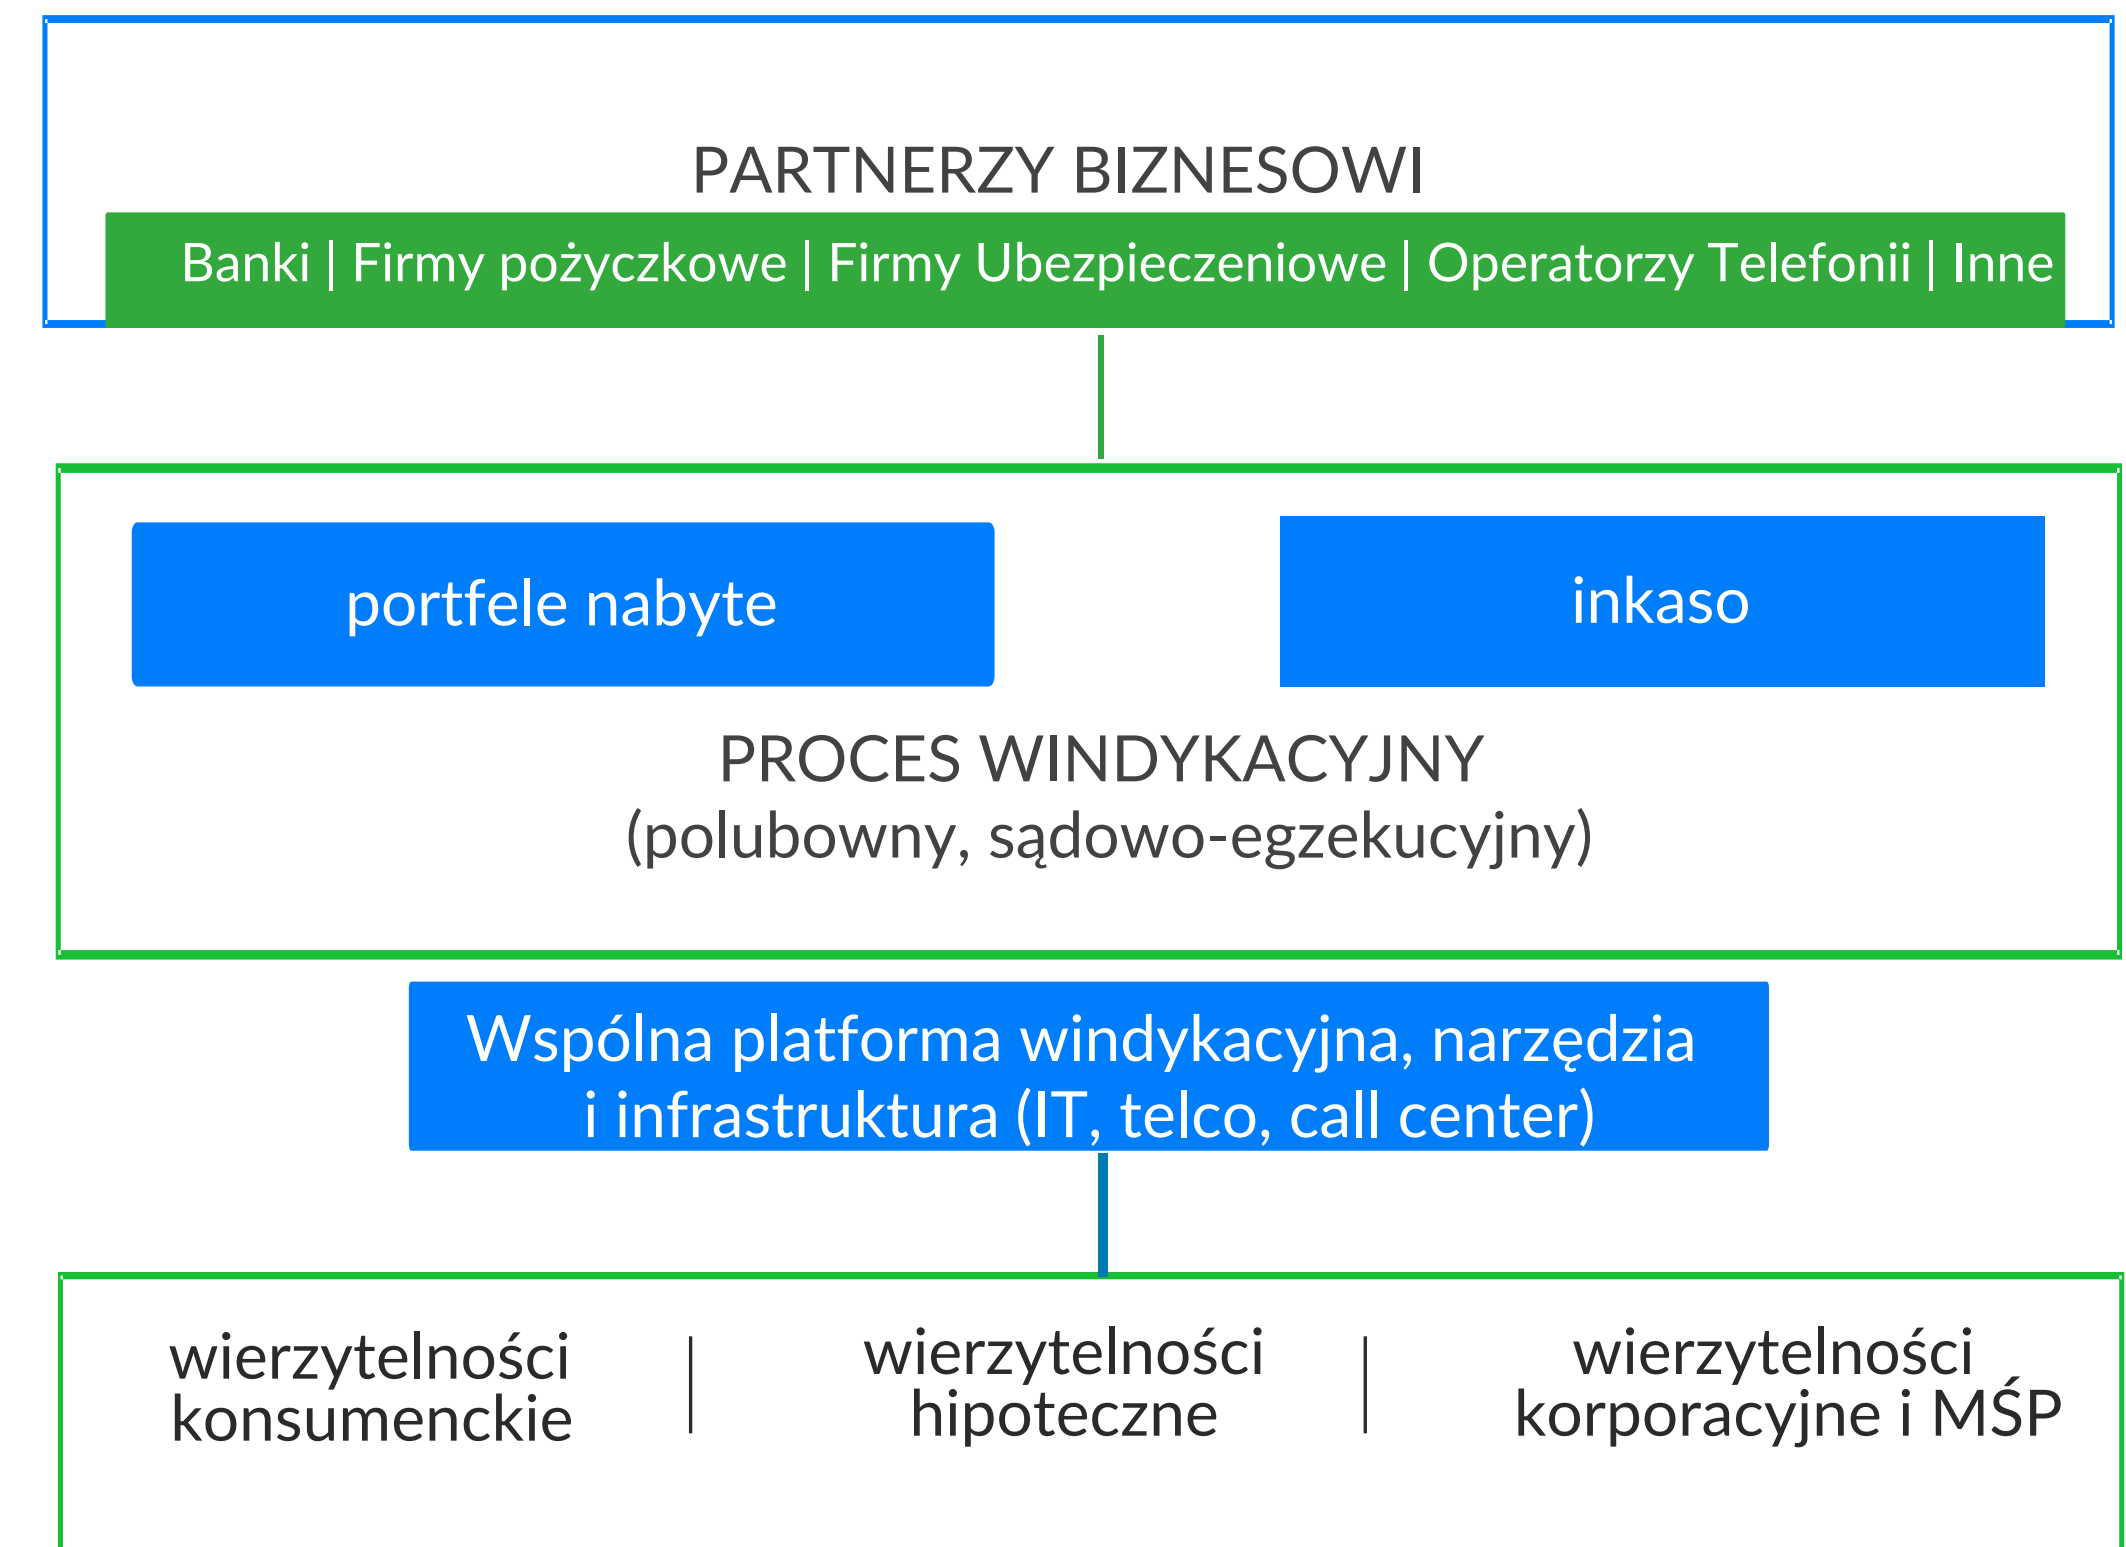 PARTNERZY BIZNESOWI
Banki | Firmy pożyczkowe | Firmy Ubezpieczeniowe | Operatorzy Telefonii | Inne
portfele nabyte
inkaso
PROCES WINDYKACYJNY
(polubowny, sądowo-egzekucyjny)
Wspólna platforma windykacyjna, narzędzia
i infrastruktura (IT, telco, call center)
wierzytelności
konsumenckie
wierzytelności
hipoteczne
wierzytelności
korporacyjne i MŚP